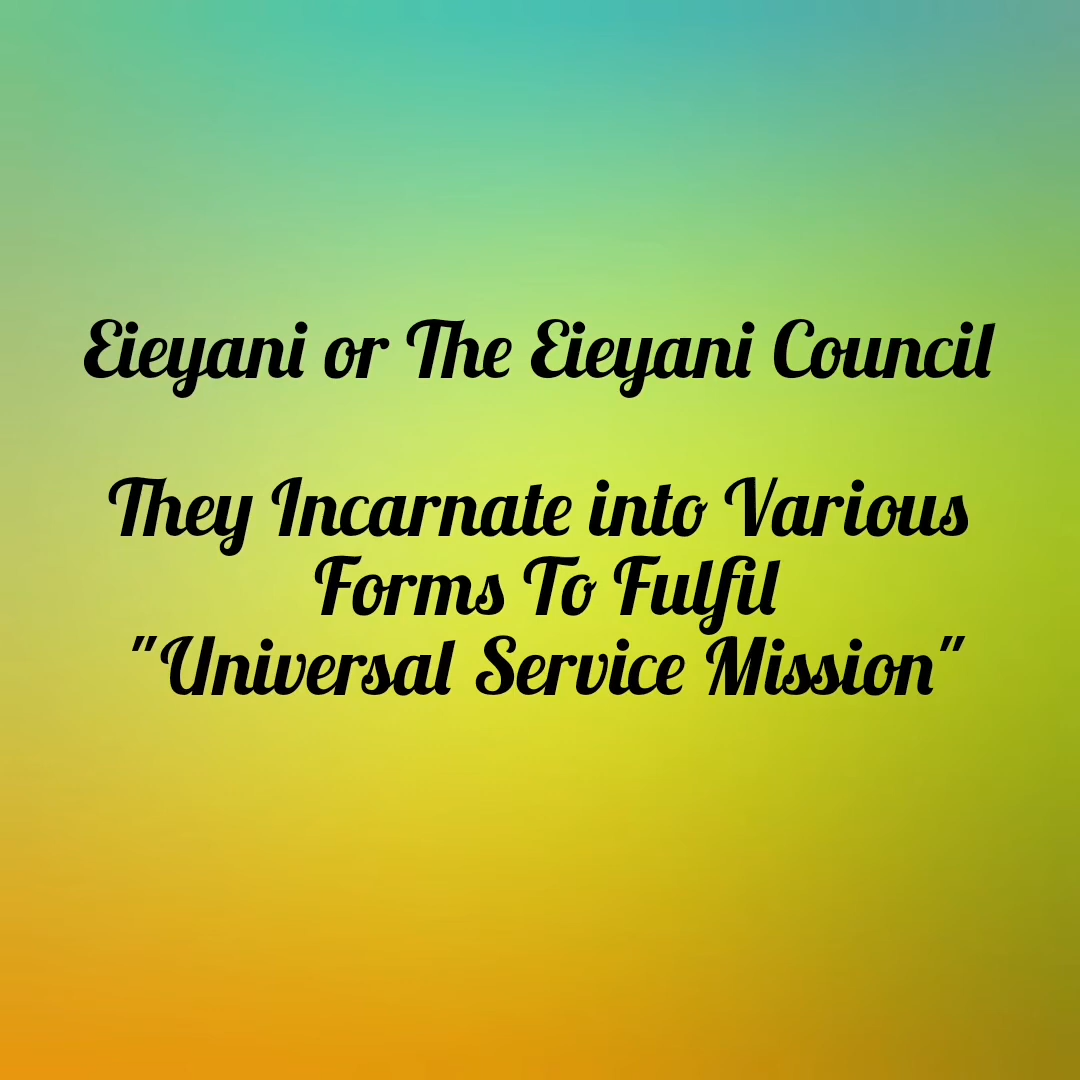 Eieyani or The Eieyani Council
They Incarnate into Various
Forms To Fulfil
"Universal Service Mission"